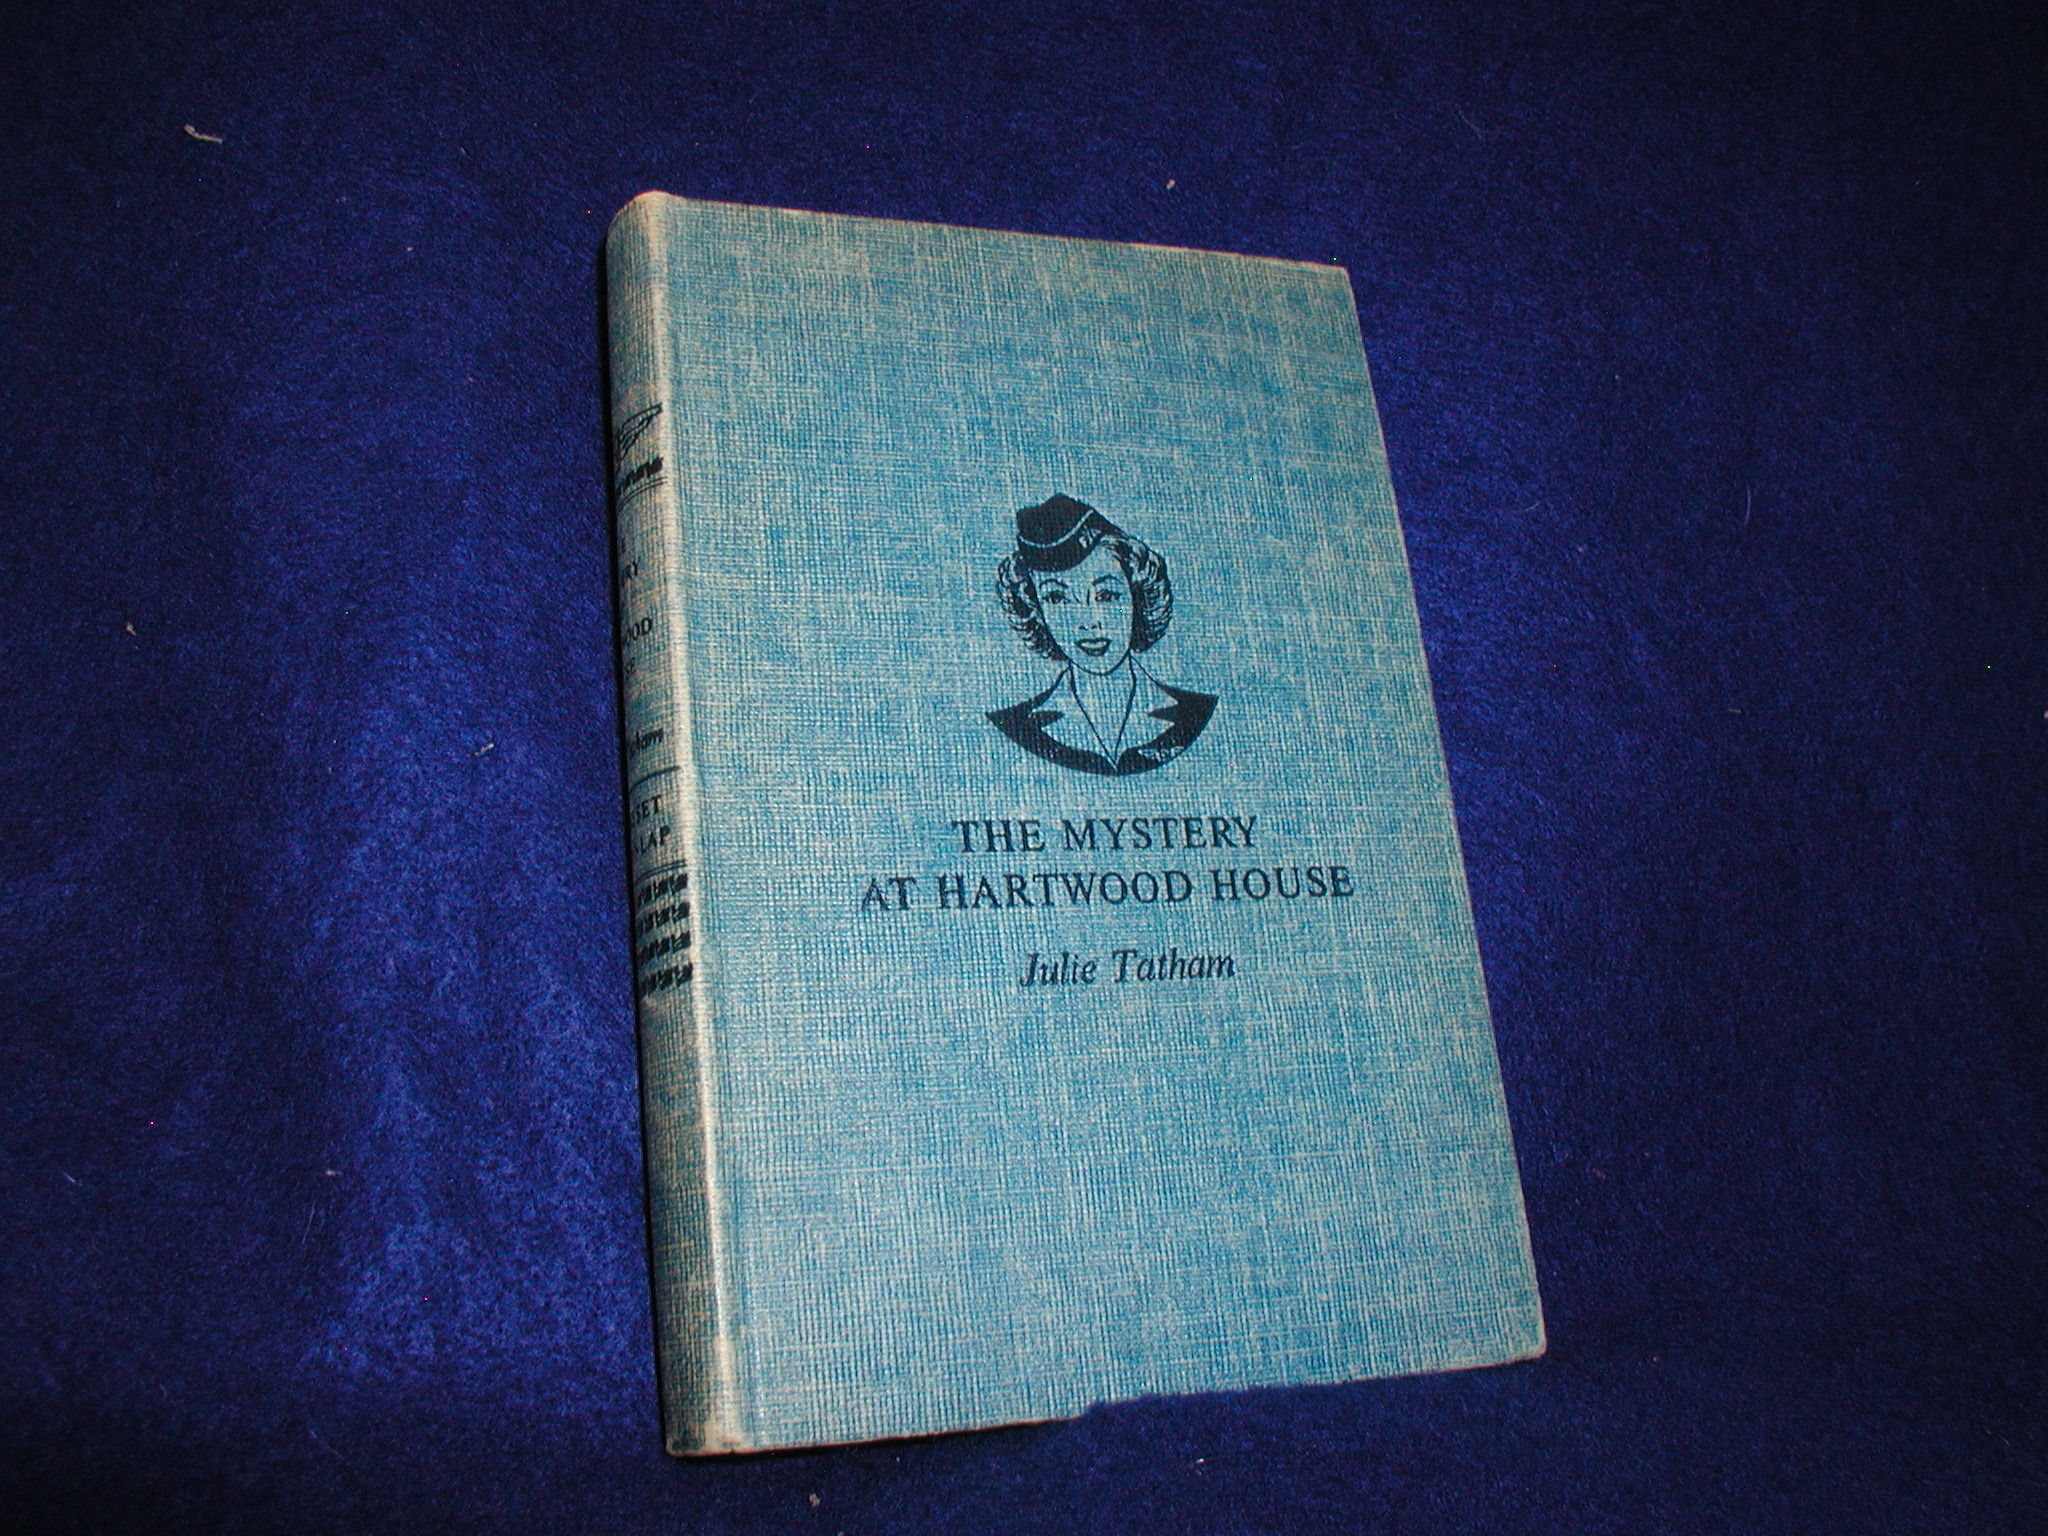 THE MYSTERY
AT HARTWOOD HOUSE
Julie Tatham